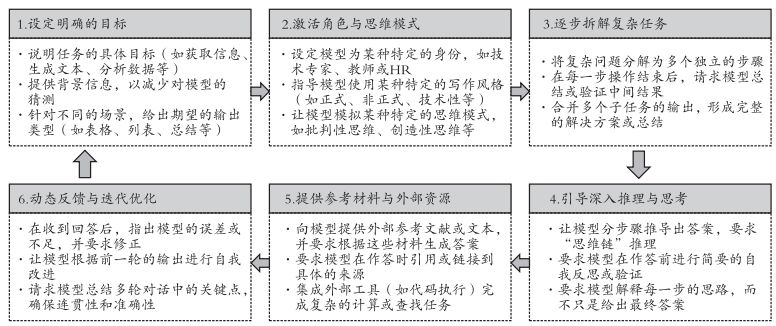 1.设定明确的目标
· 说明任务的具体目标（如获取信息、
生成文本、分析数据等）
· 提供背景信息，以减少对模型的
猜测
· 针对不同的场景，给出期望的输出
类型（如表格、列表、总结等）
2.激活角色与思维模式
· 设定模型为某种特定的身份，如技
术专家、教师或HR
· 指导模型使用某种特定的写作风格
（如正式、非正式、技术性等）
· 让模型模拟某种特定的思维模式，
如批判性思维、创造性思维等
3.逐步拆解复杂任务
· 将复杂问题分解为多个独立的步骤
· 在每一步操作结束后，请求模型总
结或验证中间结果
· 合并多个子任务的输出，形成完整
的解决方案或总结
6.动态反馈与迭代优化
· 在收到回答后，指出模型的误差或
不足，并要求修正
· 让模型根据前一轮的输出进行自我
改进
· 请求模型总结多轮对话中的关键点，
确保连贯性和准确性
5.提供参考材料与外部资源
· 向模型提供外部参考文献或文本，
并要求根据这些材料生成答案
· 要求模型在作答时引用或链接到
具体的来源
· 集成外部工具（如代码执行）完
成复杂的计算或查找任务
4.引导深入推理与思考
· 让模型分步骤推导出答案，要求
“思维链”推理
· 要求模型在作答前进行简要的自
我反思或验证
· 要求模型解释每一步的思路，而
不只是给出最终答案